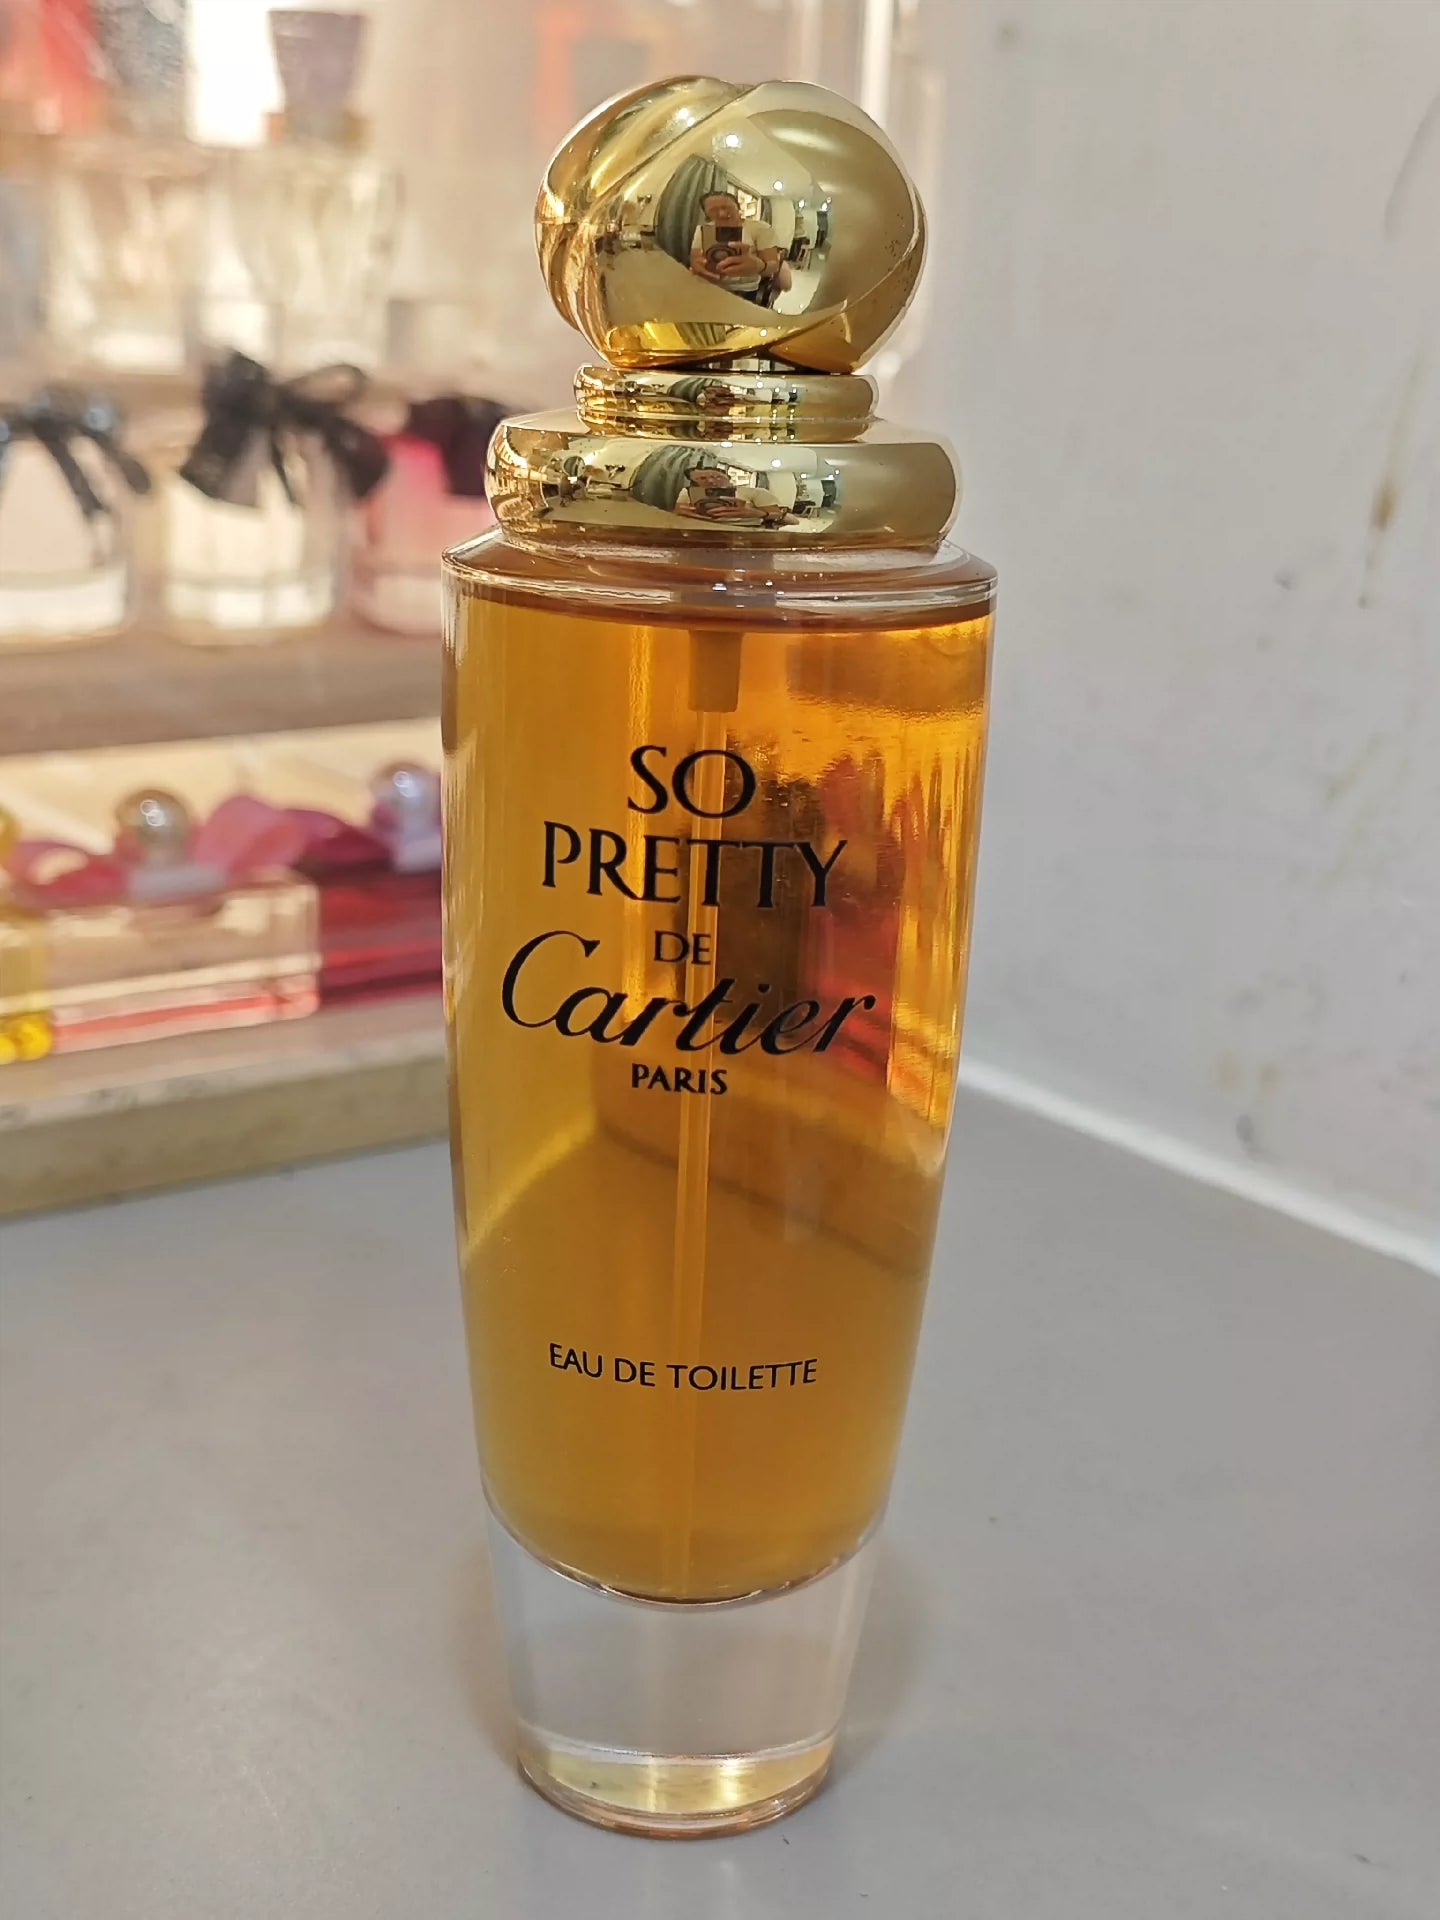 SO
PRETTY
DE
Cartier
PARIS
EAU DE TOILETTE